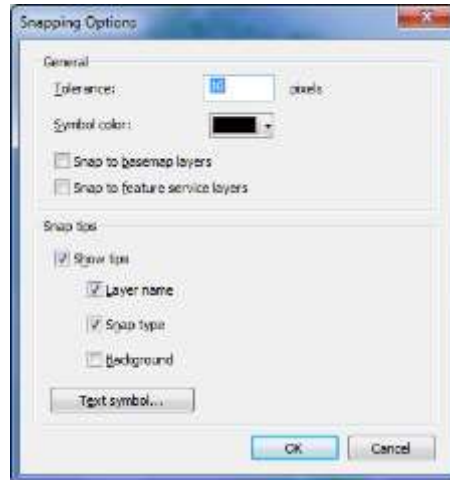 Snapping Options
General
Tolerance: 10 pixels
Symbol color:
Snap to basemap layers
Snap to feature service layers
Snap tips
Show tips
Layer name
Snap type
Background
Text symbol...
OK Cancel